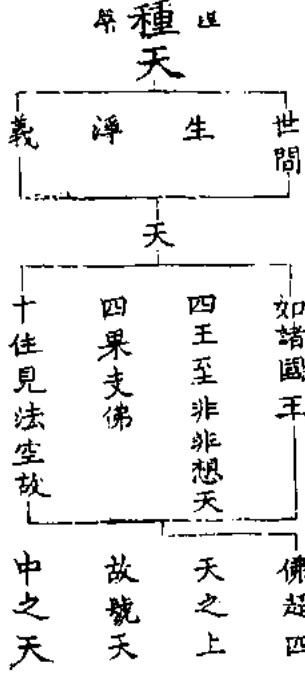 種
天
世間
生
淨
義
天
如諸國王
四王至非非想天
四果支佛
十住見法空故
佛超四
天之上
故號天
中之天